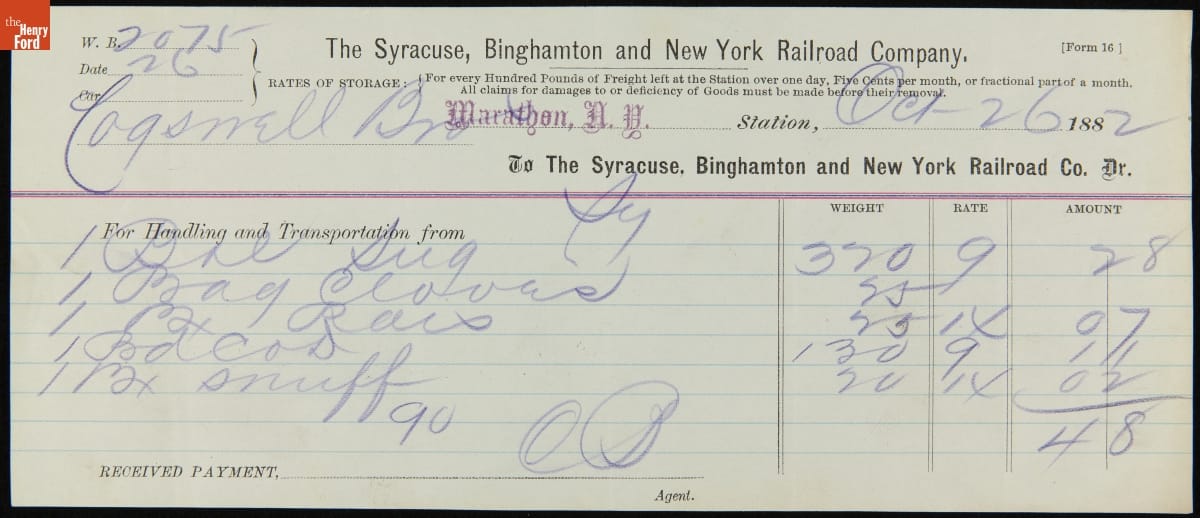 the Henry Ford
W. B. 2075
Date 26
Car
The Syracuse, Binghamton and New York Railroad Company.
[Form 16]
RATES OF STORAGE: { For every Hundred Pounds of Freight left at the Station over one day, Five Cents per month, or fractional part of a month.
All claims for damages to or deficiency of Goods must be made before their removal.
Cogswell Bro Marathon, N. Y. Station, Oct 26 1882
To The Syracuse, Binghamton and New York Railroad Co. Dr.
WEIGHT RATE AMOUNT
For Handling and Transportation from Sy
1 Bbl Sug 320 9 28
1 Bag Cloves 25
1 Bx Rais 25 14 07
1 Bd Cod 130 9 11
1 Bx Snuff 20 14 02
90 48
RECEIVED PAYMENT,
Agent.